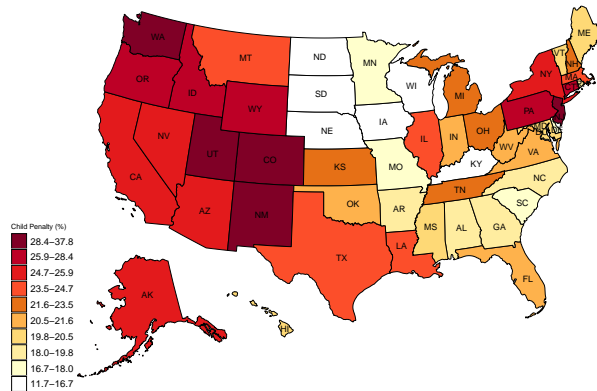 WA
ME
MT
ND
MN
VT
NH
OR
NY
MA
ID
SD
WI
MI
WY
CT
PA
IA
NE
NV
OH
IL
IN
UT
CO
WV
KS
MO
VA
KY
CA
NC
TN
OK
AR
SC
AZ
NM
MS
AL
GA
LA
TX
FL
AK
HI
Child Penalty (%)
28.4–37.8
25.9–28.4
24.7–25.9
23.5–24.7
21.6–23.5
20.5–21.6
19.8–20.5
18.0–19.8
16.7–18.0
11.7–16.7